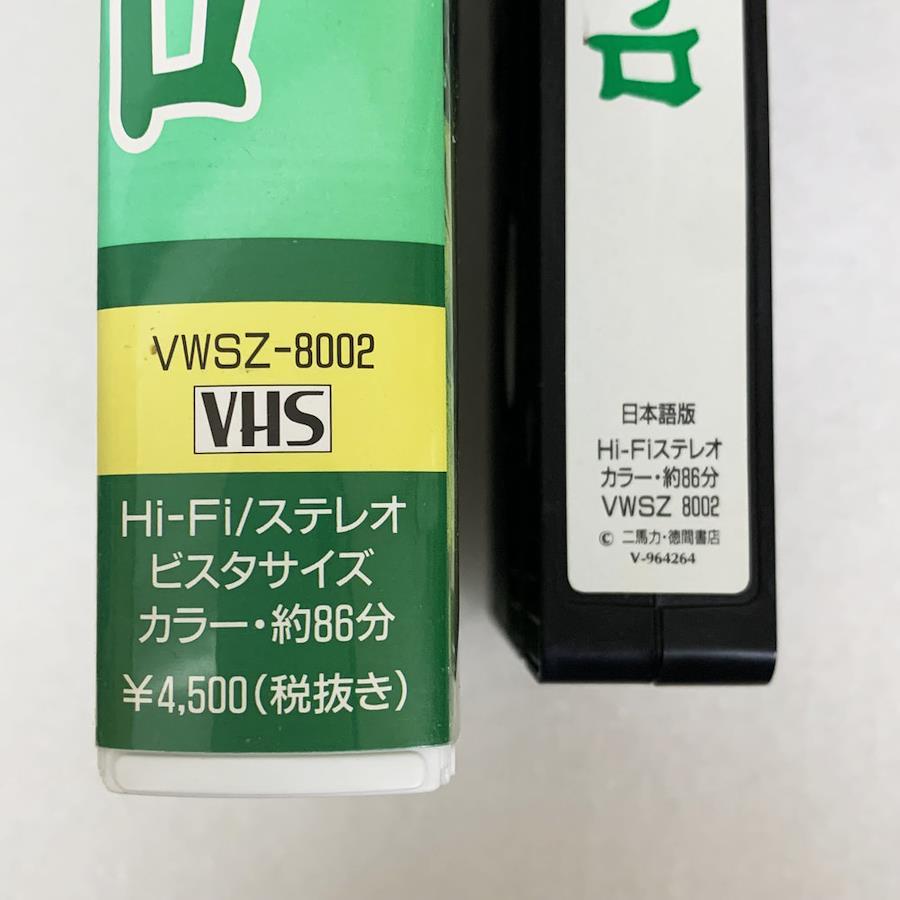 ロ
VWSZ-8002
VHS
Hi-Fi/ステレオ
ビスタサイズ
カラー・約86分
¥4,500(税抜き)
ロ
日本語版
Hi-Fiステレオ
カラー・約86分
VWSZ 8002
© 二馬力・徳間書店
V-964264